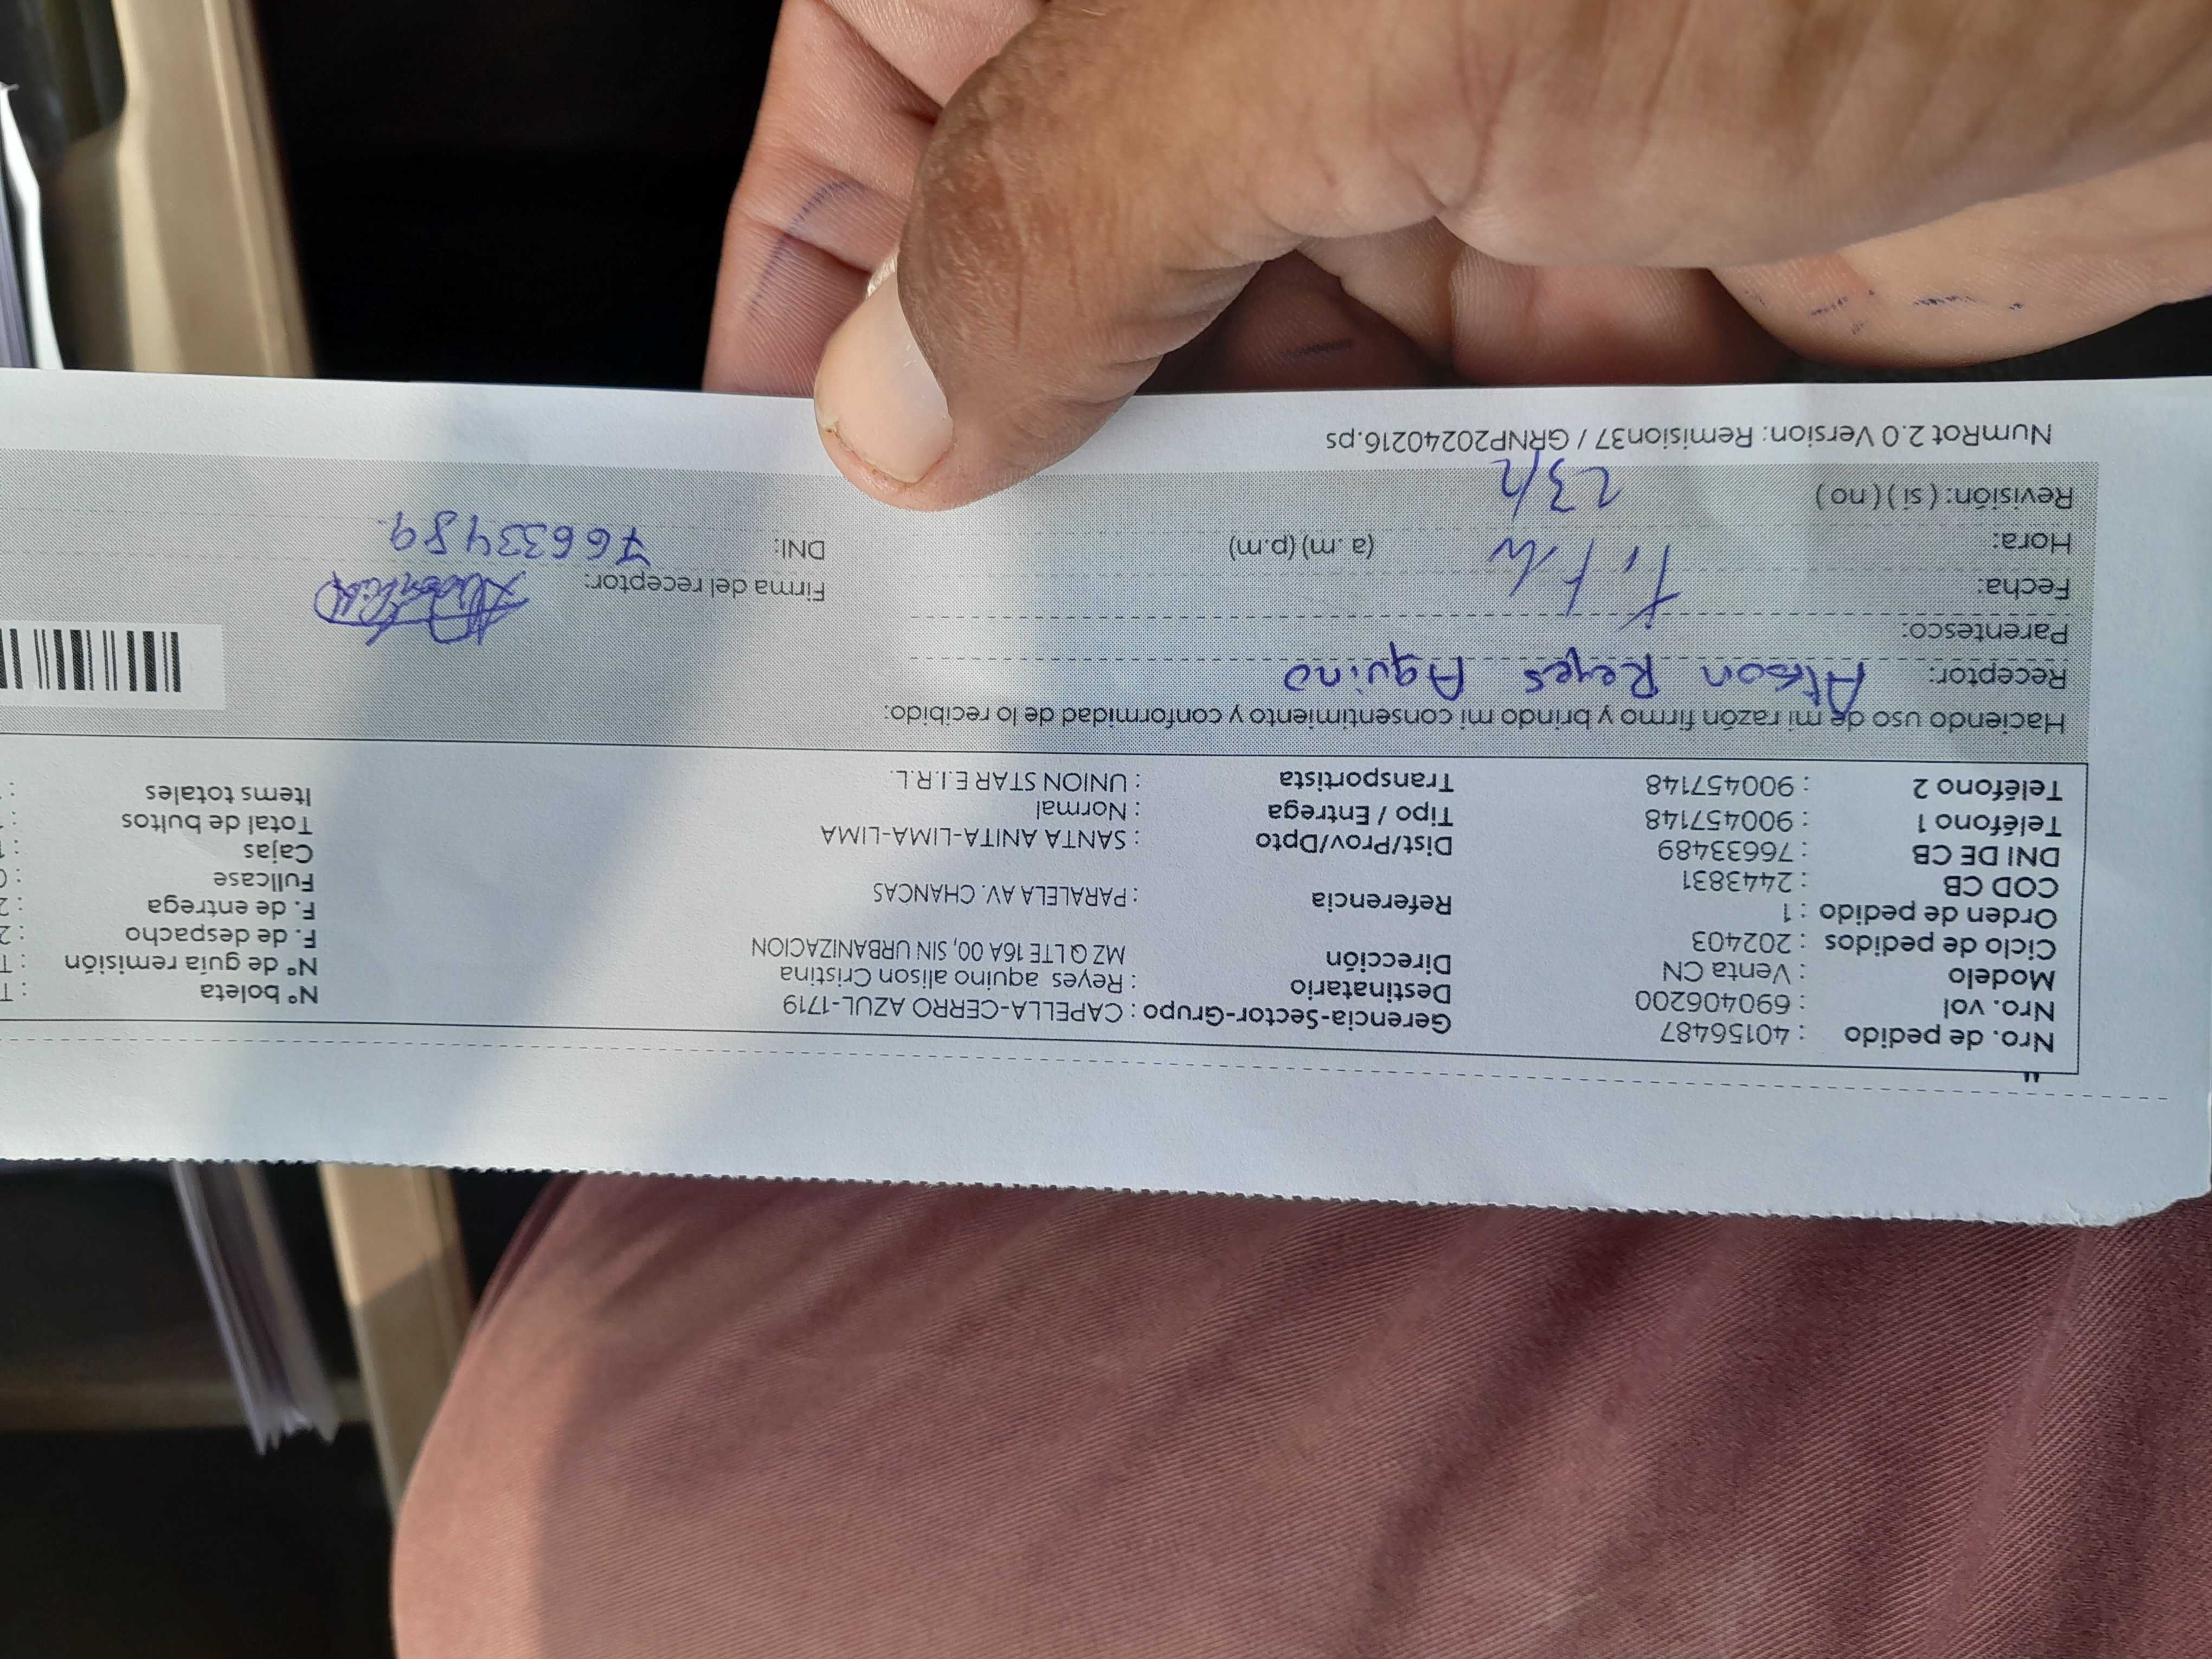 Nro. de pedido : 40156487 Gerencia-Sector-Grupo : CAPELLA-CERRO AZUL-1719 N° boleta : T
Nro. vol : 690406200 Destinatario : Reyes aquino alison Cristina N° de guía remisión : T
Modelo : Venta CN Dirección MZ Q LTE 16A 00, SIN URBANIZACION F. de despacho : 2
Ciclo de pedidos : 202403 F. de entrega : 2
Orden de pedido : 1 Referencia : PARALELA AV. CHANCAS Fullcase : 0
COD CB : 2443831 Cajas :
DNI DE CB : 76633489 Dist/Prov/Dpto : SANTA ANITA-LIMA-LIMA Total de bultos :
Teléfono 1 : 900457148 Tipo / Entrega : Normal Items totales :
Teléfono 2 : 900457148 Transportista : UNION STAR E.I.R.L.
Haciendo uso de mi razón firmo y brindo mi consentimiento y conformidad de lo recibido:
Receptor: Alison Reyes Aquino
Parentesco:
Fecha: Firma del receptor:
Hora: (a.m) (p.m) DNI: 76633489
Revisión: ( si ) ( no ) 23/2
NumRot 2.0 Version: Remision37 / GRNP20240216.ps